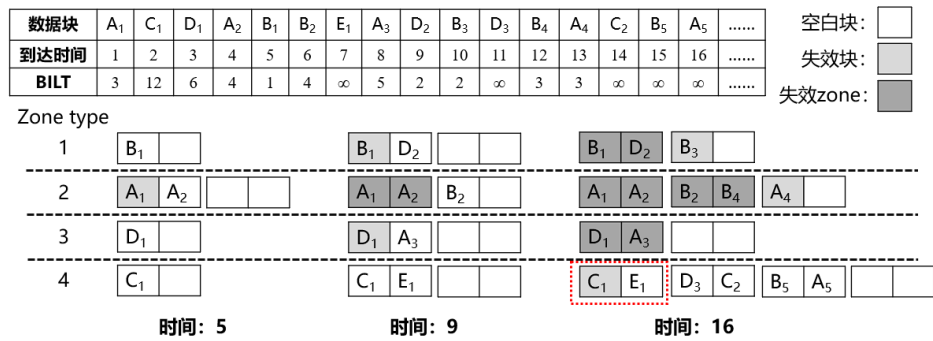 数据块 A₁ C₁ D₁ A₂ B₁ B₂ E₁ A₃ D₂ B₃ D₃ B₄ A₄ C₂ B₅ A₅ ......
到达时间 1 2 3 4 5 6 7 8 9 10 11 12 13 14 15 16 ......
BILT 3 12 6 4 1 4 ∞ 5 2 2 ∞ 3 3 ∞ ∞ ∞ ......
空白块：
失效块：
失效zone：
Zone type
1 B₁ B₁ D₂ B₁ D₂ B₃
2 A₁ A₂ A₁ A₂ B₂ A₁ A₂ B₂ B₄ A₄
3 D₁ D₁ A₃ D₁ A₃
4 C₁ C₁ E₁ C₁ E₁ D₃ C₂ B₅ A₅
时间：5 时间：9 时间：16